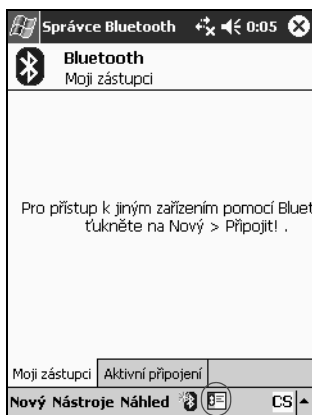 Správce Bluetooth 0:05
Bluetooth
Moji zástupci
Pro přístup k jiným zařízením pomocí Bluet
ťukněte na Nový > Připojit! .
Moji zástupci Aktivní připojení
Nový Nástroje Náhled CS